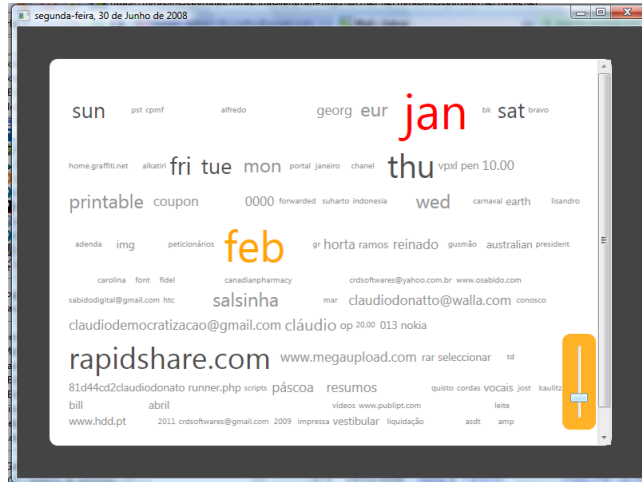 segunda-feira, 30 de Junho de 2008
sun pst cpmf alfredo georg eur jan bk sat bravo
home.graffiti.net alkatiri fri tue mon portal janeiro chanel thu vpxl pen 10.00
printable coupon 0000 forwarded suharto indonesia wed carnaval earth lisandro
adenda img peticionários feb gr horta ramos reinado gusmão australian president
carolina font fidel canadianpharmacy crdsoftwares@yahoo.com.br www.osabido.com
sabidodigital@gmail.com htc salsinha mar claudiodonatto@walla.com conosco
claudiodemocratizacao@gmail.com cláudio op 20,00 013 nokia
rapidshare.com www.megaupload.com rar seleccionar td
81d44cd2claudiodonato runner.php scripts páscoa resumos quisto cordas vocais jost kaulitz
bill abril vídeos www.publipt.com leite
www.hdd.pt 2011 crdsoftwares@gmail.com 2009 impressa vestibular liquidação asdt amp